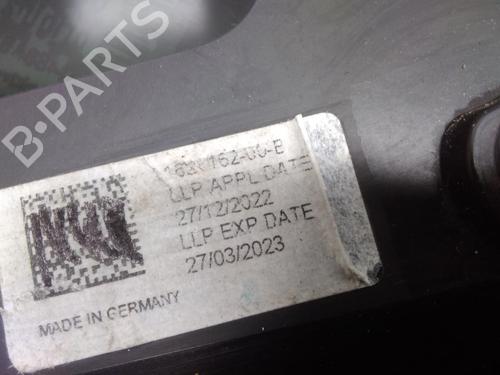 LLP APPL DATE
27/12/2022
LLP EXP DATE
27/03/2023
MADE IN GERMANY
B-PARTS